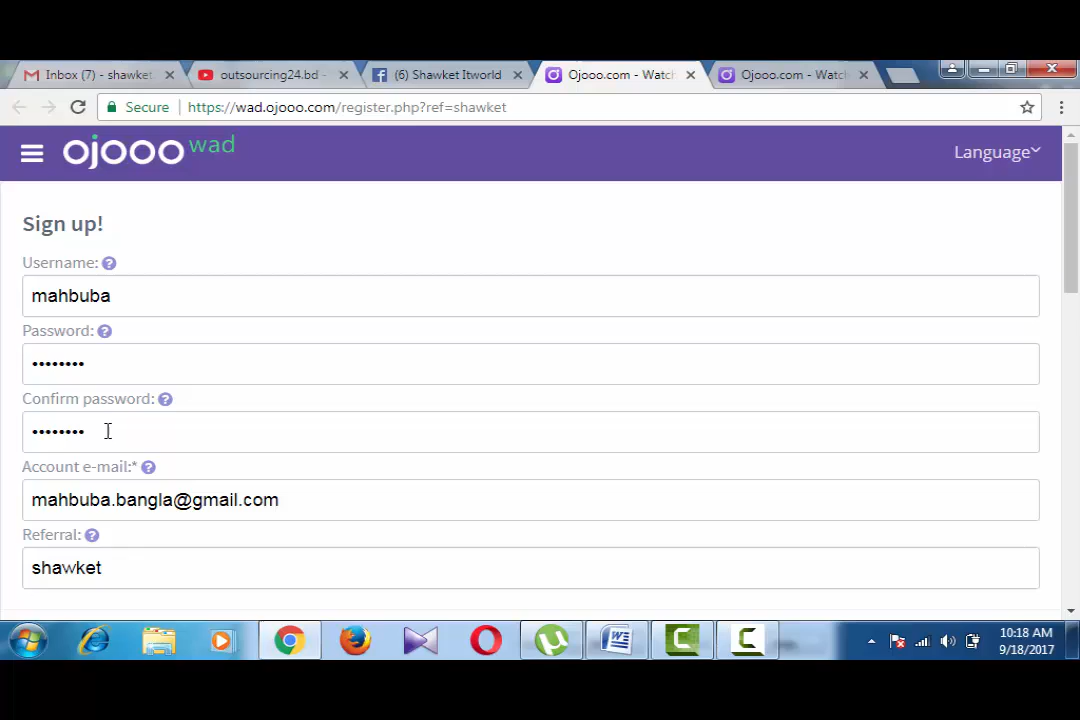 Inbox (7) - shawket. outsourcing24.bd - (6) Shawket Itworld Ojooo.com - Watch Ojooo.com - Watch
Secure https://wad.ojooo.com/register.php?ref=shawket
ojooo wad Language
Sign up!
Username:
mahbuba
Password:
••••••••
Confirm password:
••••••••
Account e-mail:*
mahbuba.bangla@gmail.com
Referral:
shawket
10:18 AM
9/18/2017